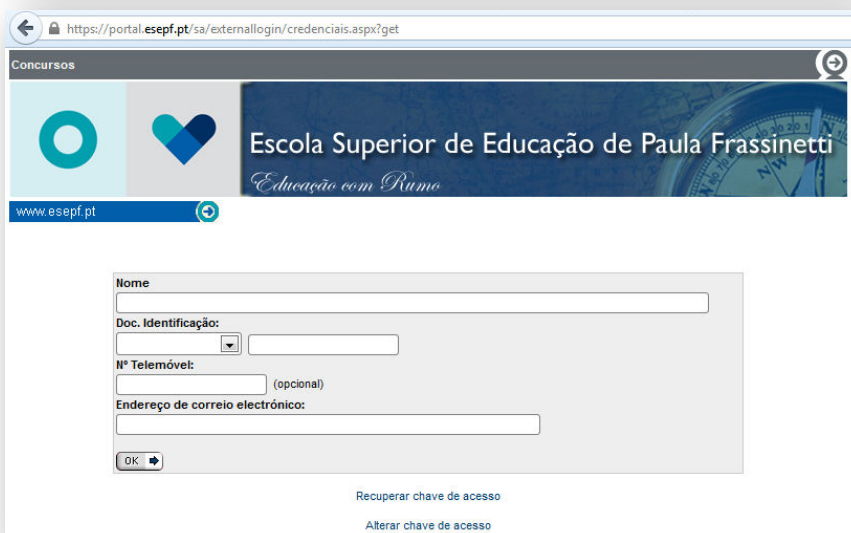 https://portal.esepf.pt/sa/externallogin/credenciais.aspx?get
Concursos
Escola Superior de Educação de Paula Frassinetti
Educação com Rumo
www.esepf.pt
Nome
Doc. Identificação:
Nº Telemóvel:
(opcional)
Endereço de correio electrónico:
OK
Recuperar chave de acesso
Alterar chave de acesso